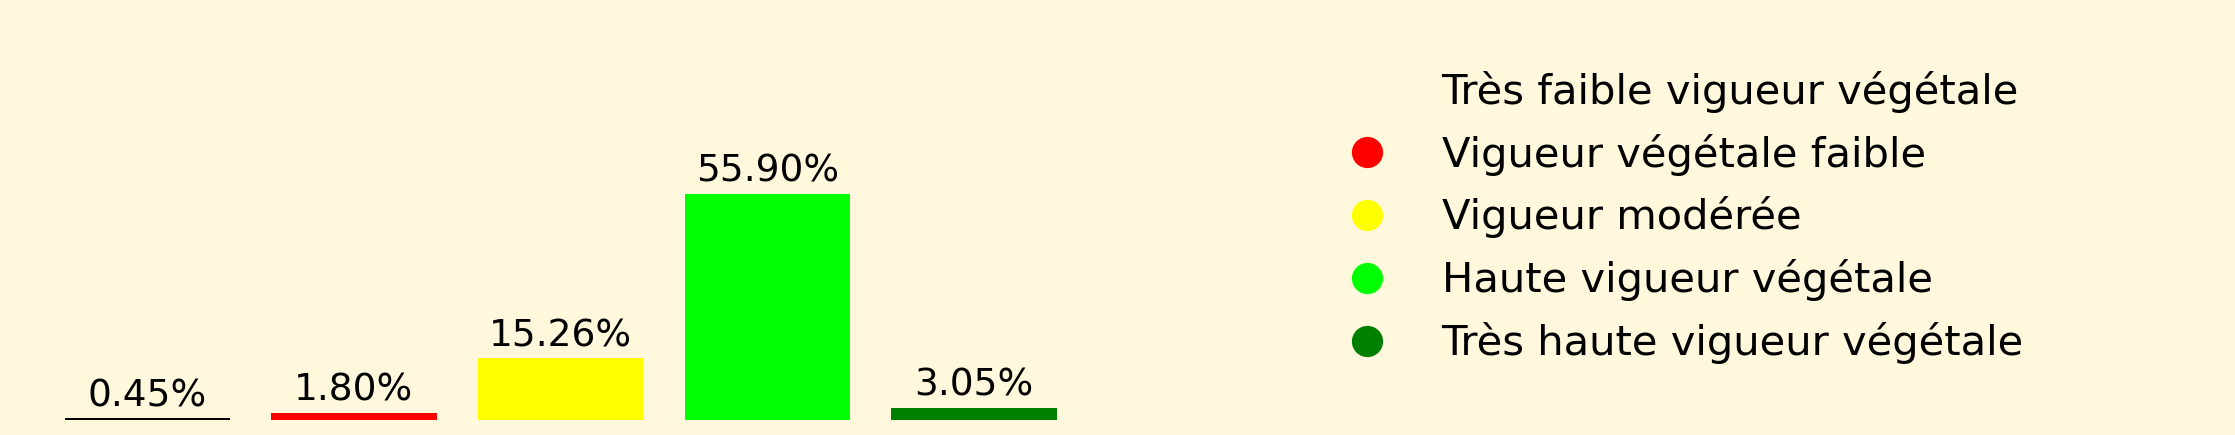 0.45%
1.80%
15.26%
55.90%
3.05%
Très faible vigueur végétale
Vigueur végétale faible
Vigueur modérée
Haute vigueur végétale
Très haute vigueur végétale